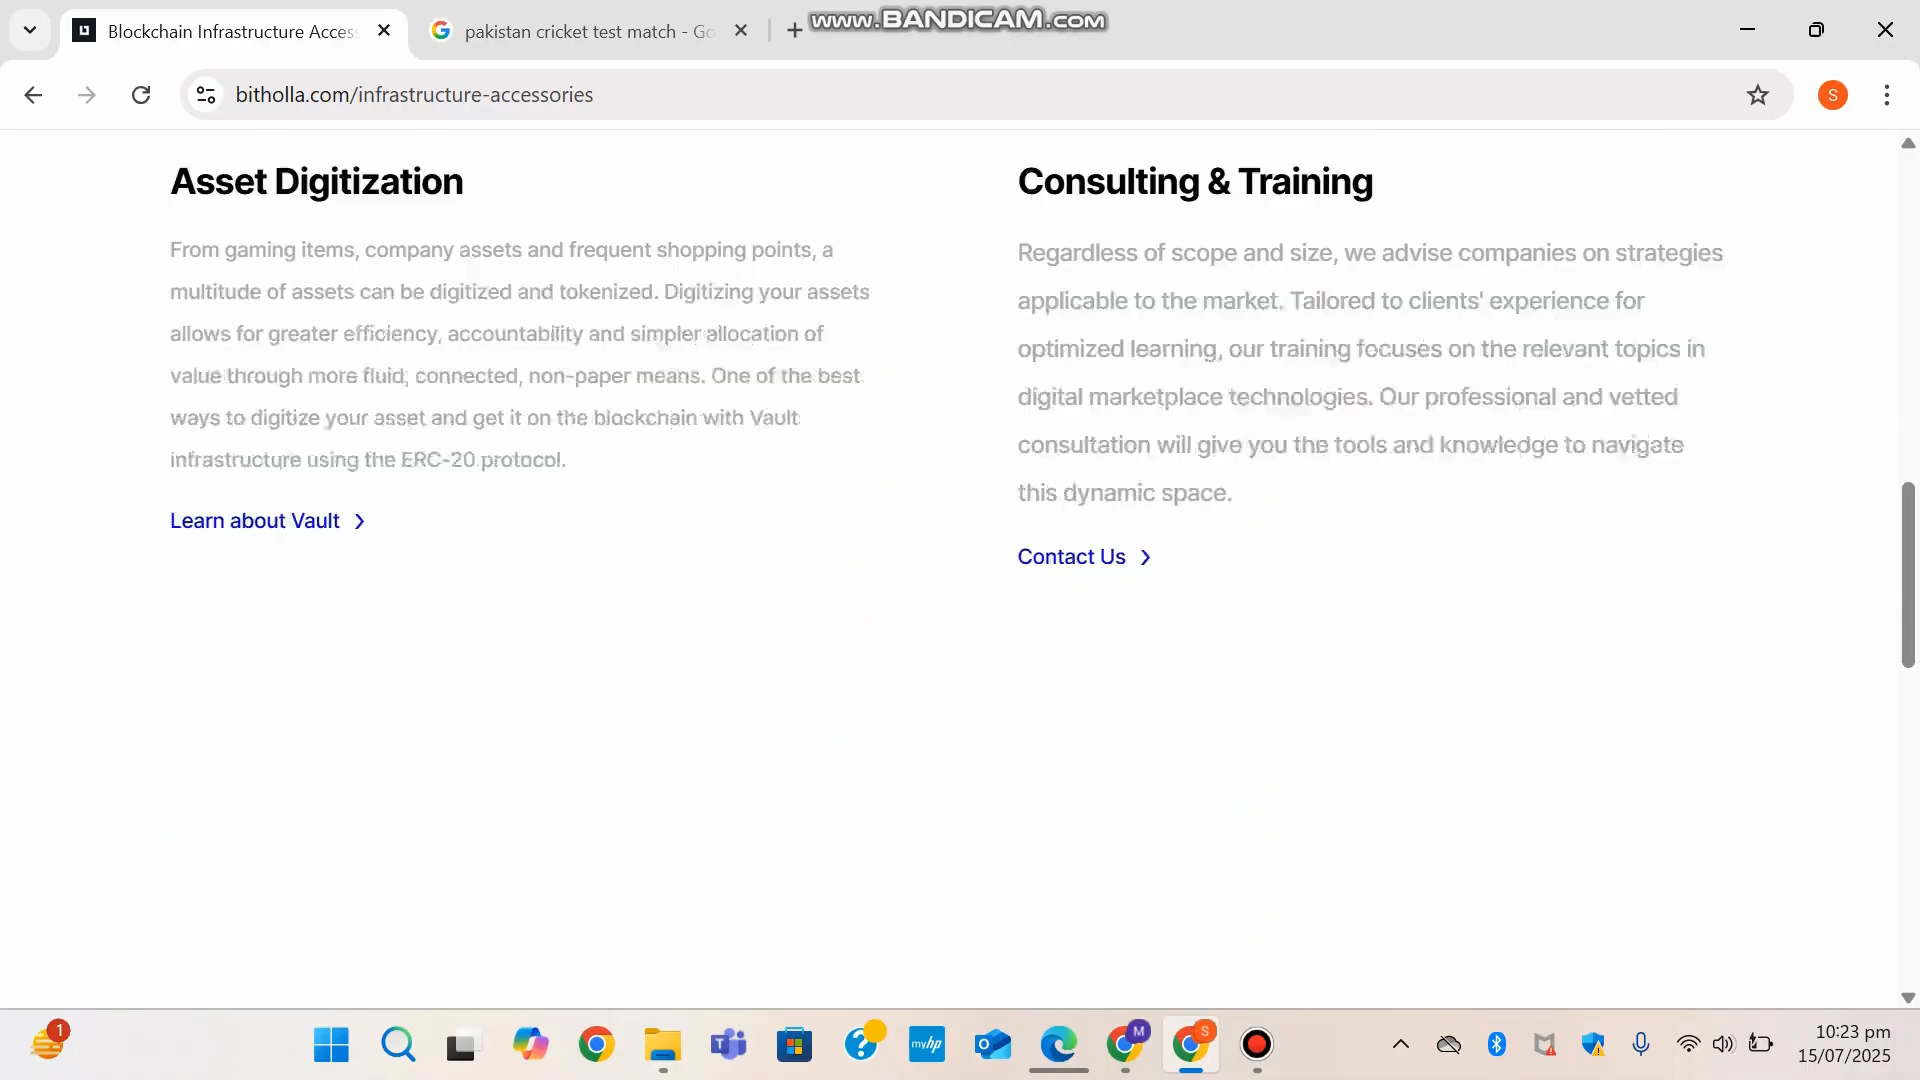 Blockchain Infrastructure Acces
pakistan cricket test match - Go
www.BANDICAM.com
bitholla.com/infrastructure-accessories
S
Asset Digitization
From gaming items, company assets and frequent shopping points, a
multitude of assets can be digitized and tokenized. Digitizing your assets
allows for greater efficiency, accountability and simpler allocation of
value through more fluid, connected, non-paper means. One of the best
ways to digitize your asset and get it on the blockchain with Vault
infrastructure using the ERC-20 protocol.
Learn about Vault
Consulting & Training
Regardless of scope and size, we advise companies on strategies
applicable to the market. Tailored to clients' experience for
optimized learning, our training focuses on the relevant topics in
digital marketplace technologies. Our professional and vetted
consultation will give you the tools and knowledge to navigate
this dynamic space.
Contact Us
1
myhp
M
S
10:23 pm
15/07/2025